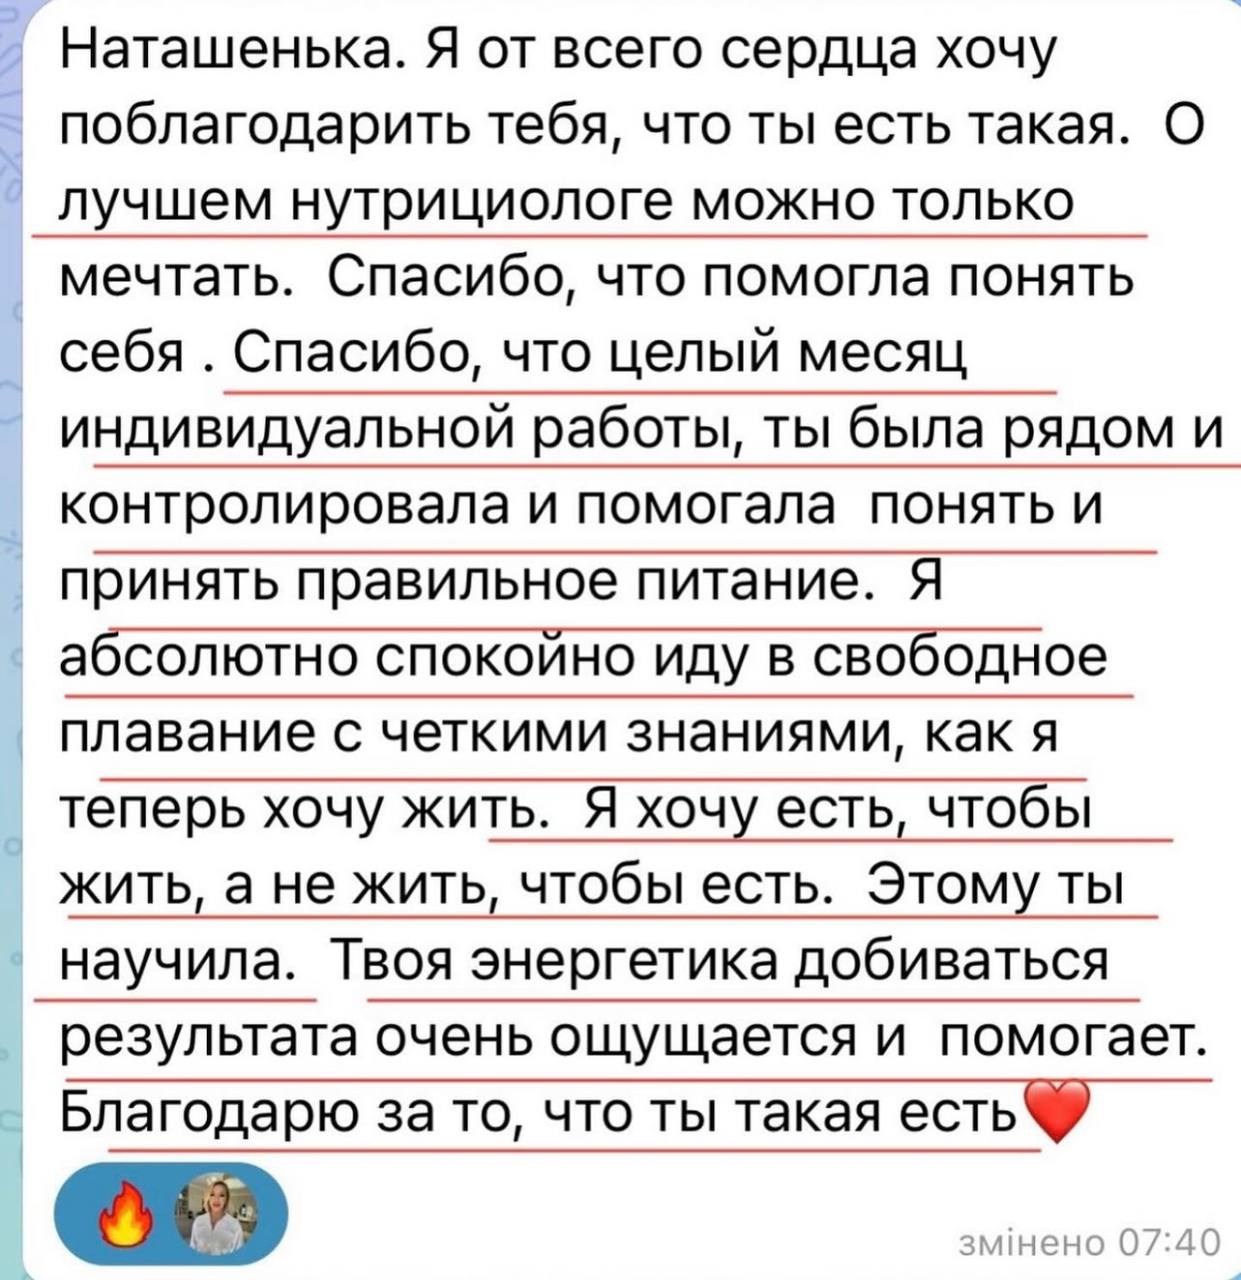 Наташенька. Я от всего сердца хочу
поблагодарить тебя, что ты есть такая.  О
лучшем нутрициологе можно только
мечтать.  Спасибо, что помогла понять
себя . Спасибо, что целый месяц
индивидуальной работы, ты была рядом и
контролировала и помогала  понять и
принять правильное питание.  Я
абсолютно спокойно иду в свободное
плавание с четкими знаниями, как я
теперь хочу жить.  Я хочу есть, чтобы
жить, а не жить, чтобы есть.  Этому ты
научила.  Твоя энергетика добиваться
результата очень ощущается и  помогает.
Благодарю за то, что ты такая есть❤️
змінено 07:40